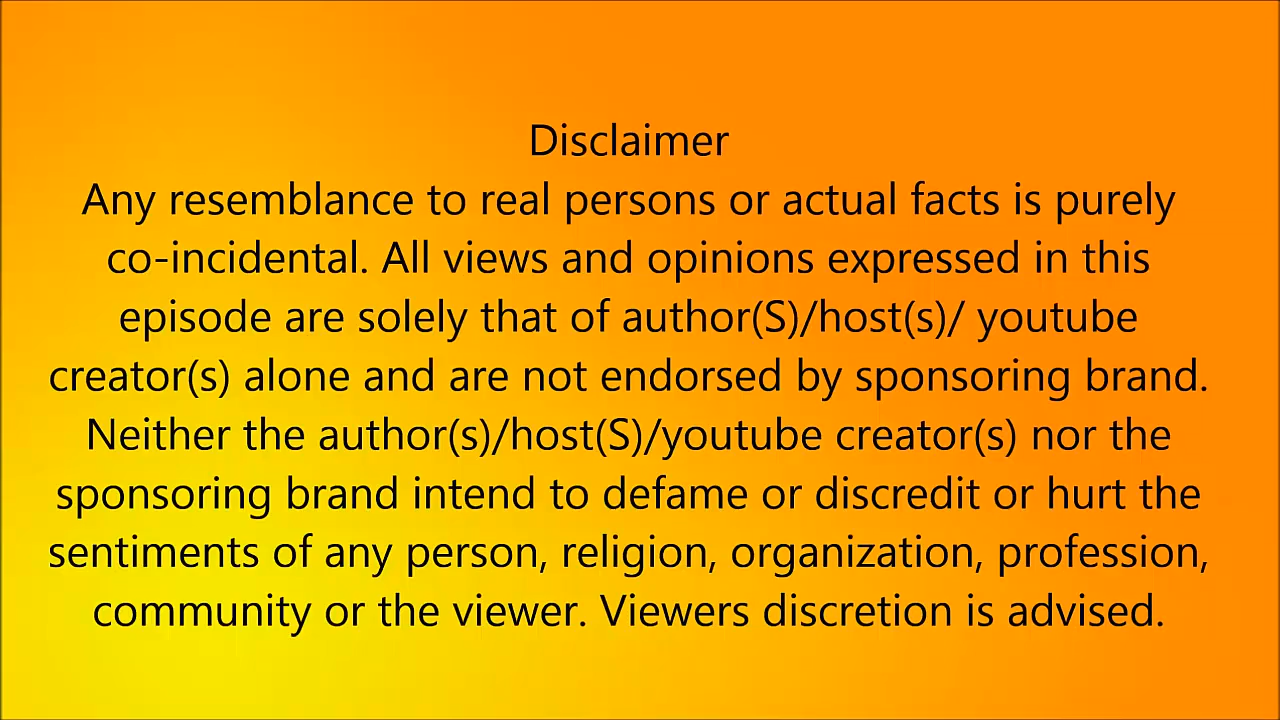 Disclaimer
Any resemblance to real persons or actual facts is purely
co-incidental. All views and opinions expressed in this
episode are solely that of author(S)/host(s)/ youtube
creator(s) alone and are not endorsed by sponsoring brand.
Neither the author(s)/host(S)/youtube creator(s) nor the
sponsoring brand intend to defame or discredit or hurt the
sentiments of any person, religion, organization, profession,
community or the viewer. Viewers discretion is advised.